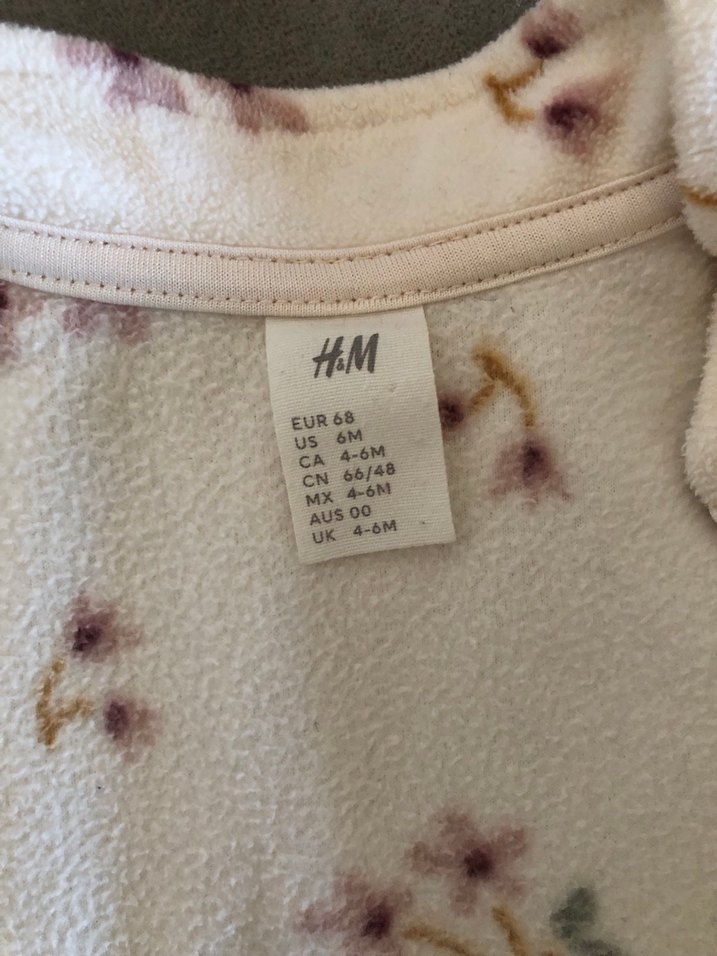 H&M
EUR 68
US 6M
CA 4-6M
CN 66/48
MX 4-6M
AUS 00
UK 4-6M